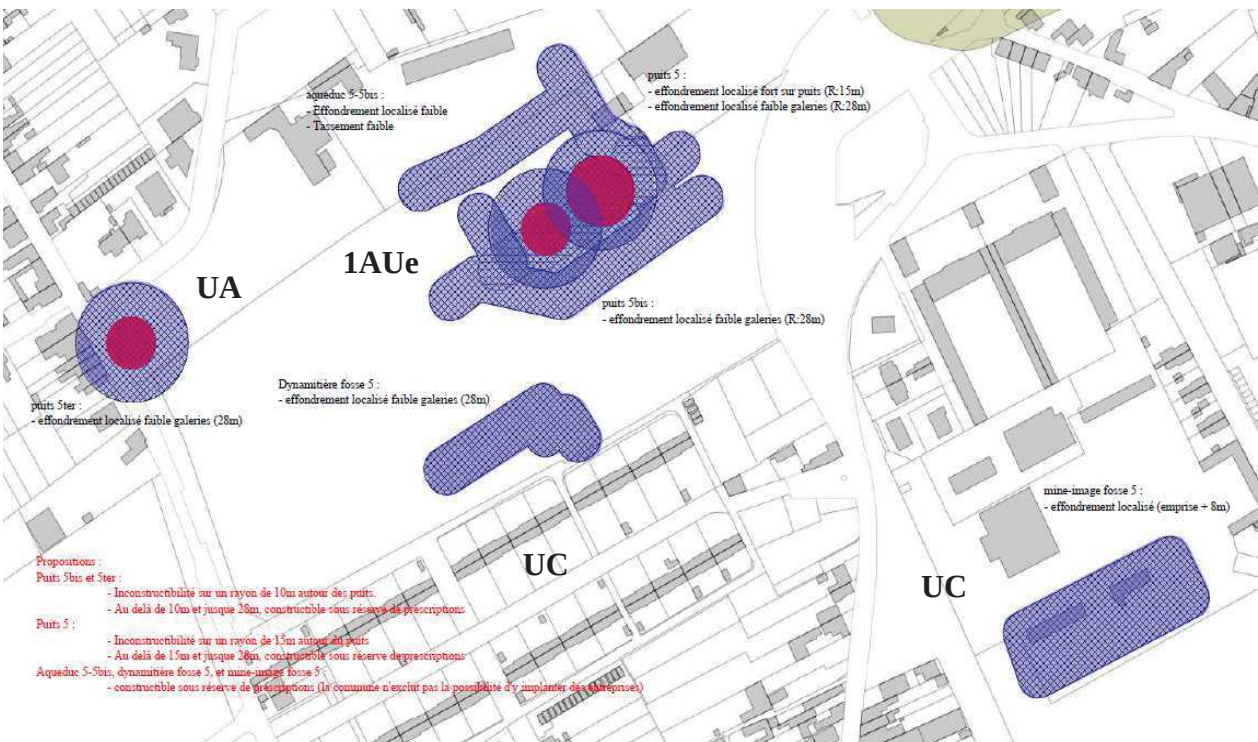 aqueduc 5-5bis :
- Effondrement localisé faible
- Tassement faible
puits 5 :
- effondrement localisé fort sur puits (R:15m)
- effondrement localisé faible galeries (R:28m)
1AUe
UA
puits 5bis :
- effondrement localisé faible galeries (R:28m)
Dynamitière fosse 5 :
- effondrement localisé faible galeries (28m)
puits 5ter :
- effondrement localisé faible galeries (28m)
mine-image fosse 5 :
- effondrement localisé (emprise + 8m)
UC
UC
Propositions :
Puits 5bis et 5ter :
- Inconstructibilité sur un rayon de 10m autour des puits.
- Au delà de 10m et jusque 28m, constructible sous réserve de prescriptions
Puits 5 :
- Inconstructibilité sur un rayon de 15m autour du puits
- Au delà de 15m et jusque 28m, constructible sous réserve de prescriptions
Aqueduc 5-5bis, dynamitière fosse 5, et mine-image fosse 5 :
- constructible sous réserve de prescriptions (la commune n'exclut pas la possibilité d'y implanter des entreprises)